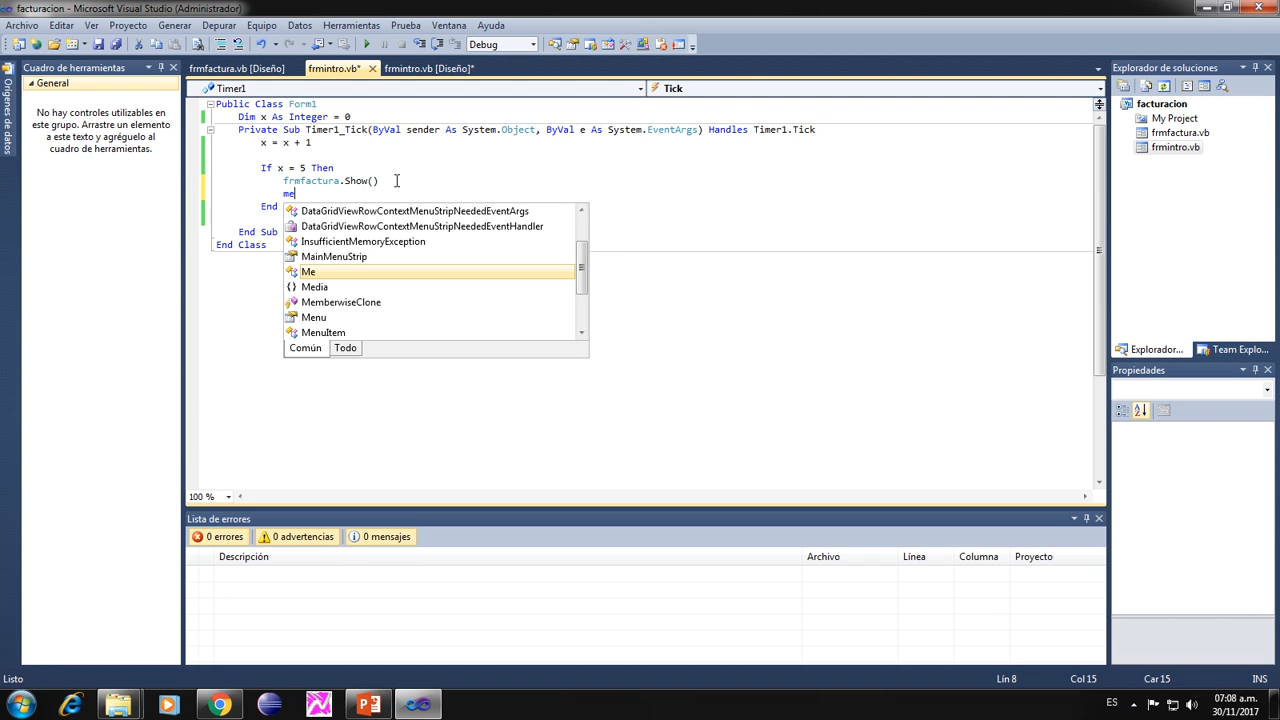 facturacion - Microsoft Visual Studio (Administrador)
Archivo Editar Ver Proyecto Generar Depurar Equipo Datos Herramientas Prueba Ventana Ayuda
Debug
Orígenes de datos
Cuadro de herramientas
General
No hay controles utilizables en
este grupo. Arrastre un elemento
a este texto y agréguelo al
cuadro de herramientas.
frmfactura.vb [Diseño] frmintro.vb* frmintro.vb [Diseño]*
Timer1 Tick
Public Class Form1
Dim x As Integer = 0
Private Sub Timer1_Tick(ByVal sender As System.Object, ByVal e As System.EventArgs) Handles Timer1.Tick
x = x + 1
If x = 5 Then
frmfactura.Show()
me
End
End Sub
End Class
DataGridViewRowContextMenuStripNeededEventArgs
DataGridViewRowContextMenuStripNeededEventHandler
InsufficientMemoryException
MainMenuStrip
Me
Media
MemberwiseClone
Menu
MenuItem
Común Todo
100 %
Lista de errores
0 errores 0 advertencias 0 mensajes
Descripción Archivo Línea Columna Proyecto
Explorador de soluciones
facturacion
My Project
frmfactura.vb
frmintro.vb
Explorador... Team Explo...
Propiedades
Listo Lín 8 Col 15 Car 15 INS
ES 07:08 a.m.
30/11/2017